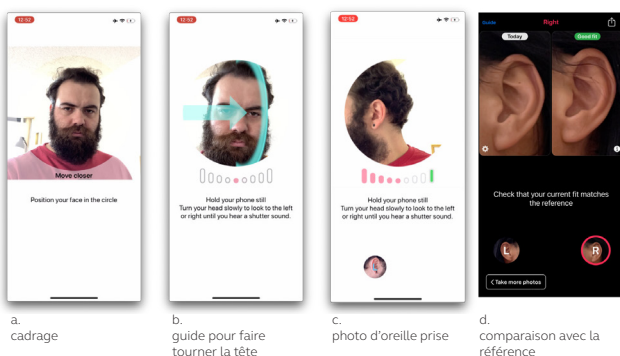 12:52
Move closer
Position your face in the circle
12:52
Hold your phone still
Turn your head slowly to look to the left
or right until you hear a shutter sound.
12:52
Hold your phone still
Turn your head slowly to look to the left
or right until you hear a shutter sound.
Guide
Right
Today
Good fit
Check that your current fit matches
the reference
L
R
Take more photos
a.
cadrage
b.
guide pour faire
tourner la tête
c.
photo d'oreille prise
d.
comparaison avec la
référence